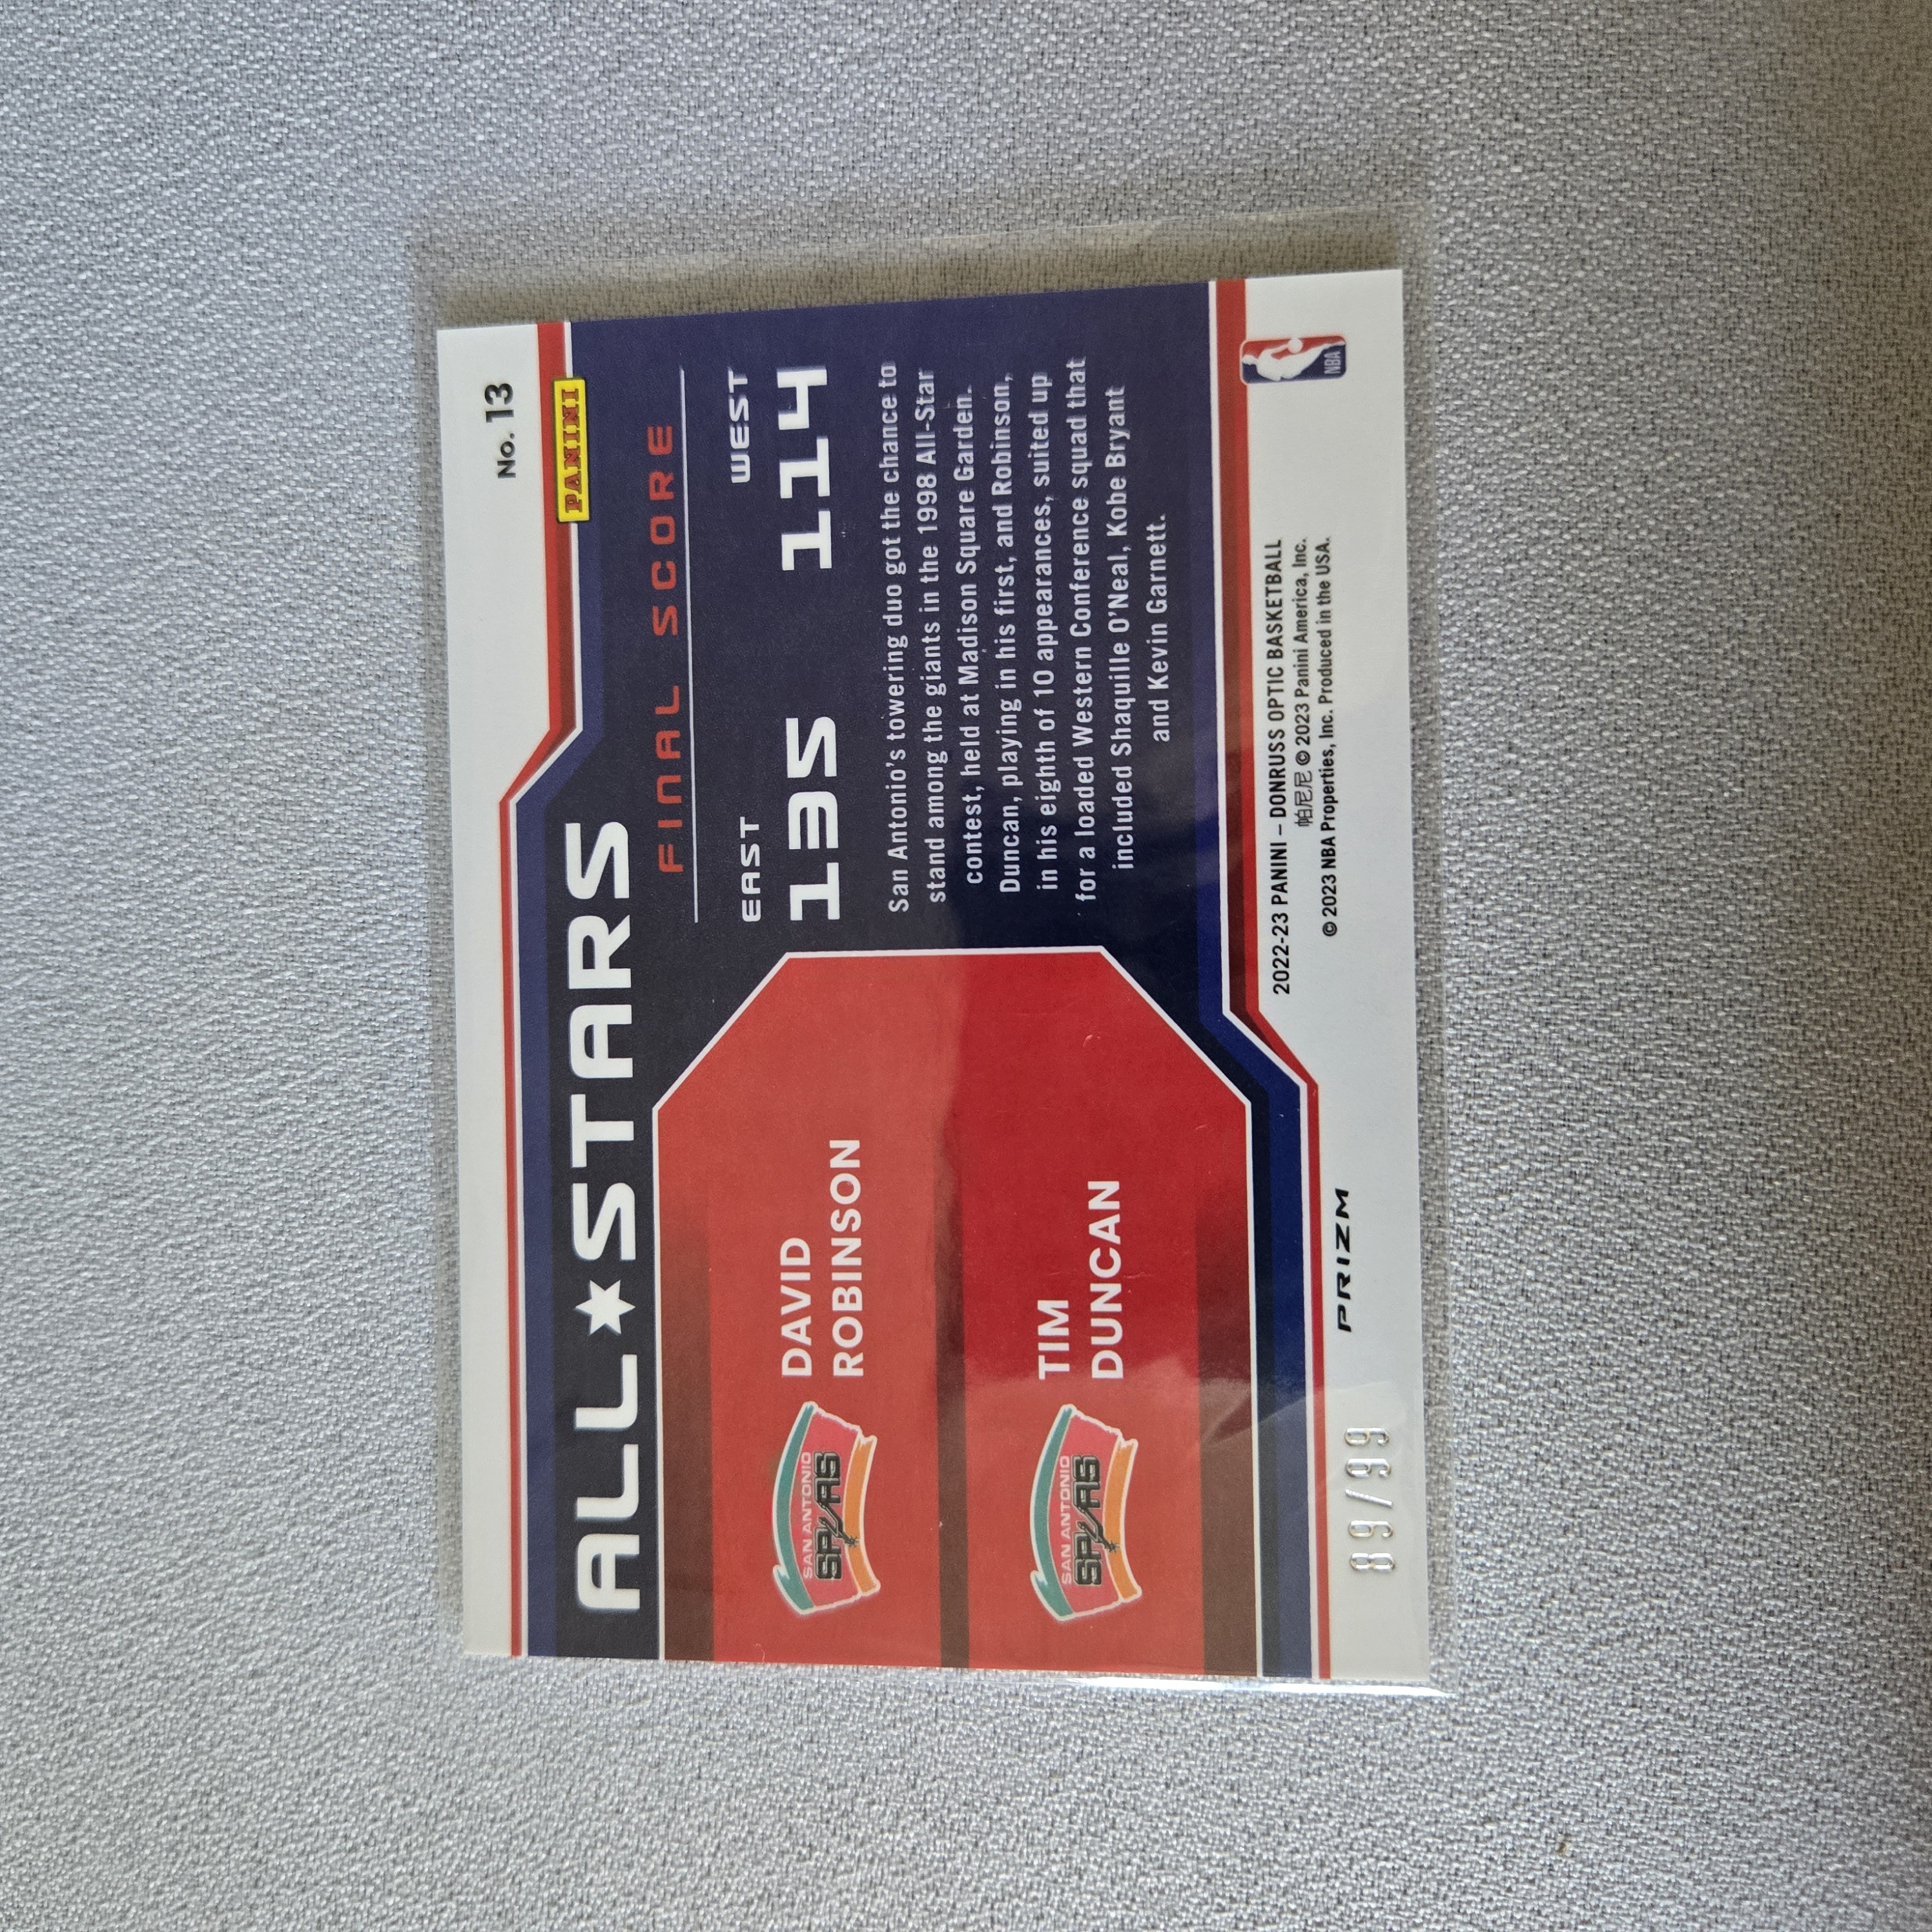 No. 13
PANINI
ALL★STARS
FINAL SCORE
EAST WEST
135 114
San Antonio's towering duo got the chance to
stand among the giants in the 1998 All-Star
contest, held at Madison Square Garden.
Duncan, playing in his first, and Robinson,
in his eighth of 10 appearances, suited up
for a loaded Western Conference squad that
included Shaquille O'Neal, Kobe Bryant
and Kevin Garnett.
SAN ANTONIO
SPURS
DAVID
ROBINSON
SAN ANTONIO
SPURS
TIM
DUNCAN
2022-23 PANINI – DONRUSS OPTIC BASKETBALL
帕尼尼 © 2023 Panini America, Inc.
© 2023 NBA Properties, Inc. Produced in the USA.
NBA
PRIZM
89/99